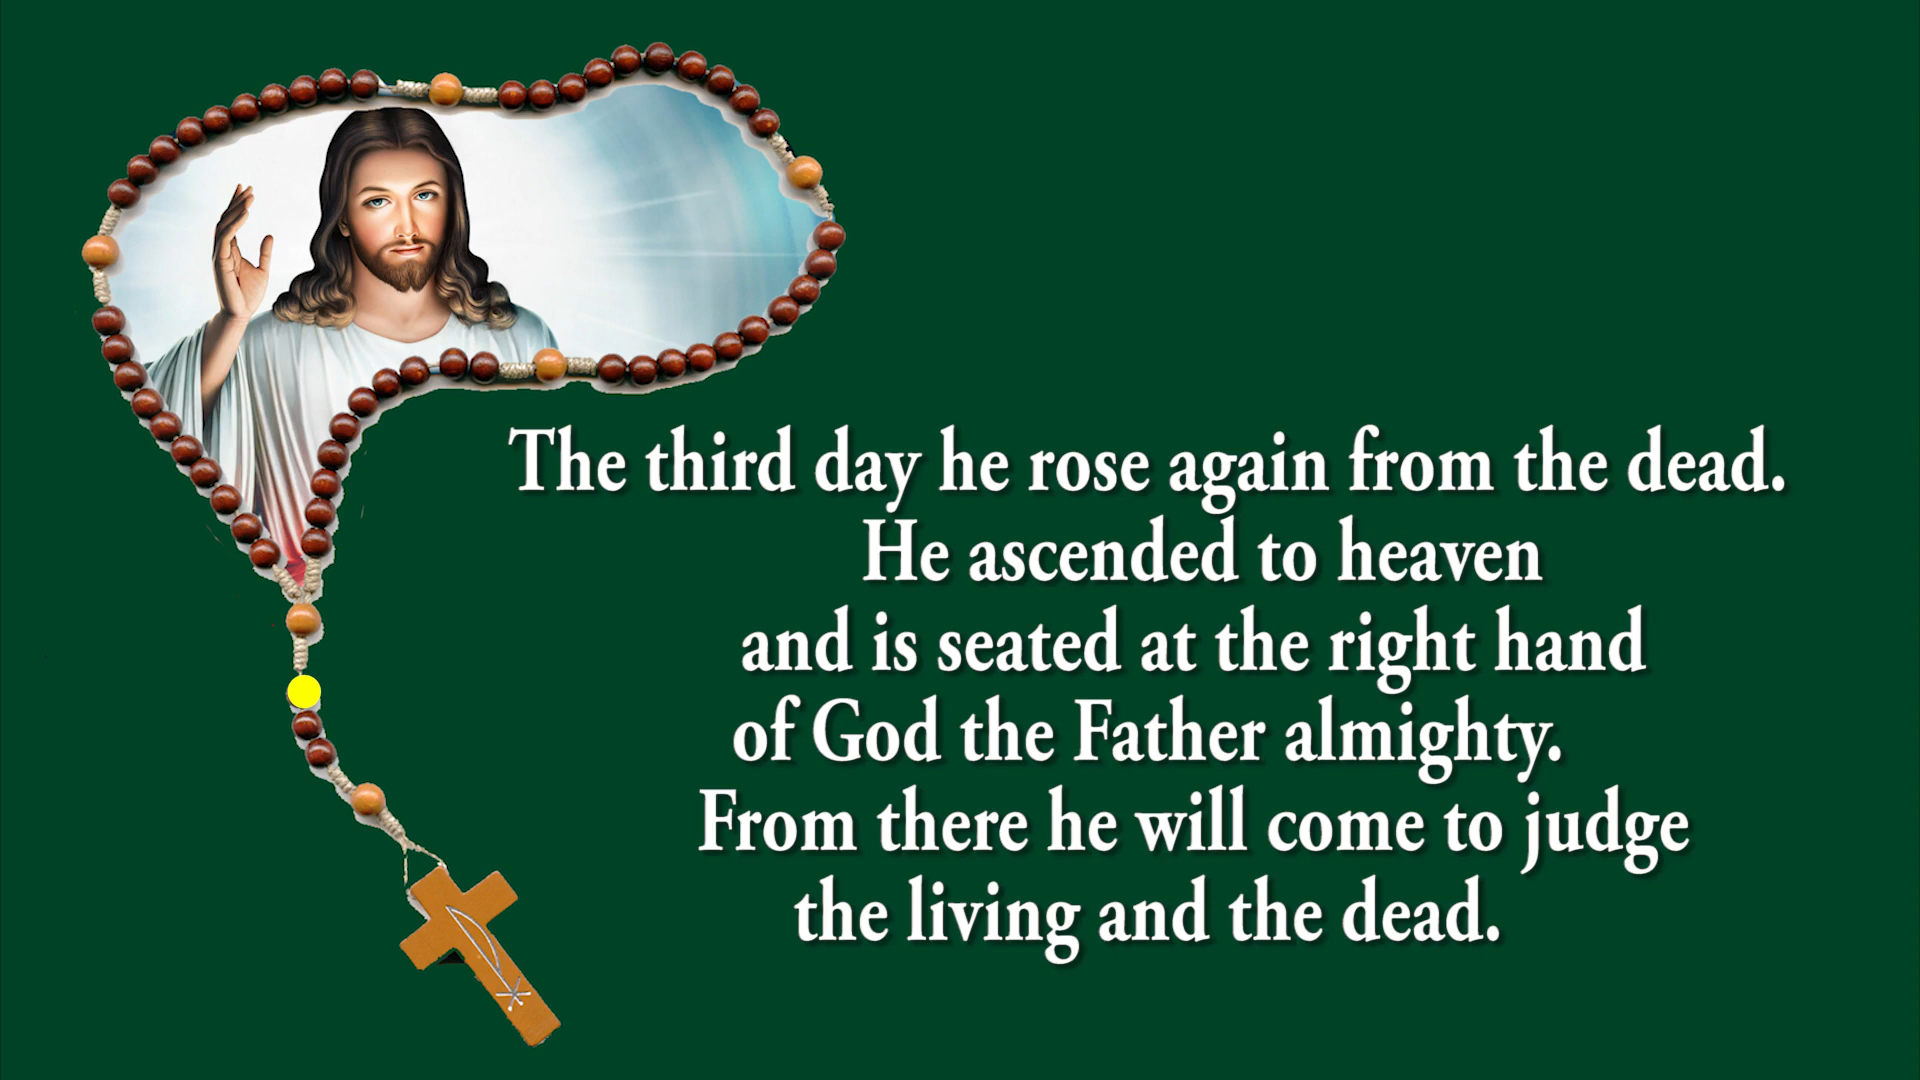 The third day he rose again from the dead.
He ascended to heaven
and is seated at the right hand
of God the Father almighty.
From there he will come to judge
the living and the dead.